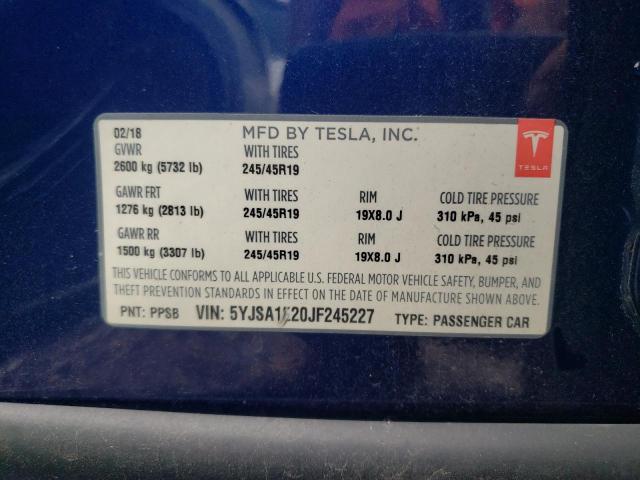 02/18 MFD BY TESLA, INC.
GVWR WITH TIRES
2600 kg (5732 lb) 245/45R19
TESLA
GAWR FRT WITH TIRES RIM COLD TIRE PRESSURE
1276 kg (2813 lb) 245/45R19 19X8.0 J 310 kPa, 45 psi
GAWR RR WITH TIRES RIM COLD TIRE PRESSURE
1500 kg (3307 lb) 245/45R19 19X8.0 J 310 kPa, 45 psi
THIS VEHICLE CONFORMS TO ALL APPLICABLE U.S. FEDERAL MOTOR VEHICLE SAFETY, BUMPER, AND
THEFT PREVENTION STANDARDS IN EFFECT ON THE DATE OF MANUFACTURE SHOWN ABOVE.
PNT: PPSB VIN: 5YJSA1E20JF245227 TYPE: PASSENGER CAR